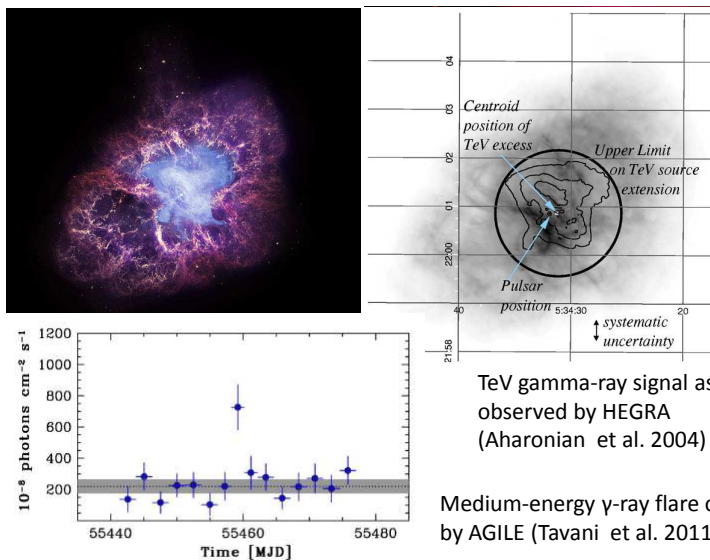 04
03
02
01
22:00
21:58
Centroid
position of
TeV excess
Upper Limit
on TeV source
extension
Pulsar
position
40
5:34:30
20
systematic
uncertainty
1200
1000
800
600
400
200
10⁻⁸ photons cm⁻² s⁻¹
55440
55460
55480
Time [MJD]
TeV gamma-ray signal as
observed by HEGRA
(Aharonian et al. 2004)
Medium-energy γ-ray flare
by AGILE (Tavani et al. 2011